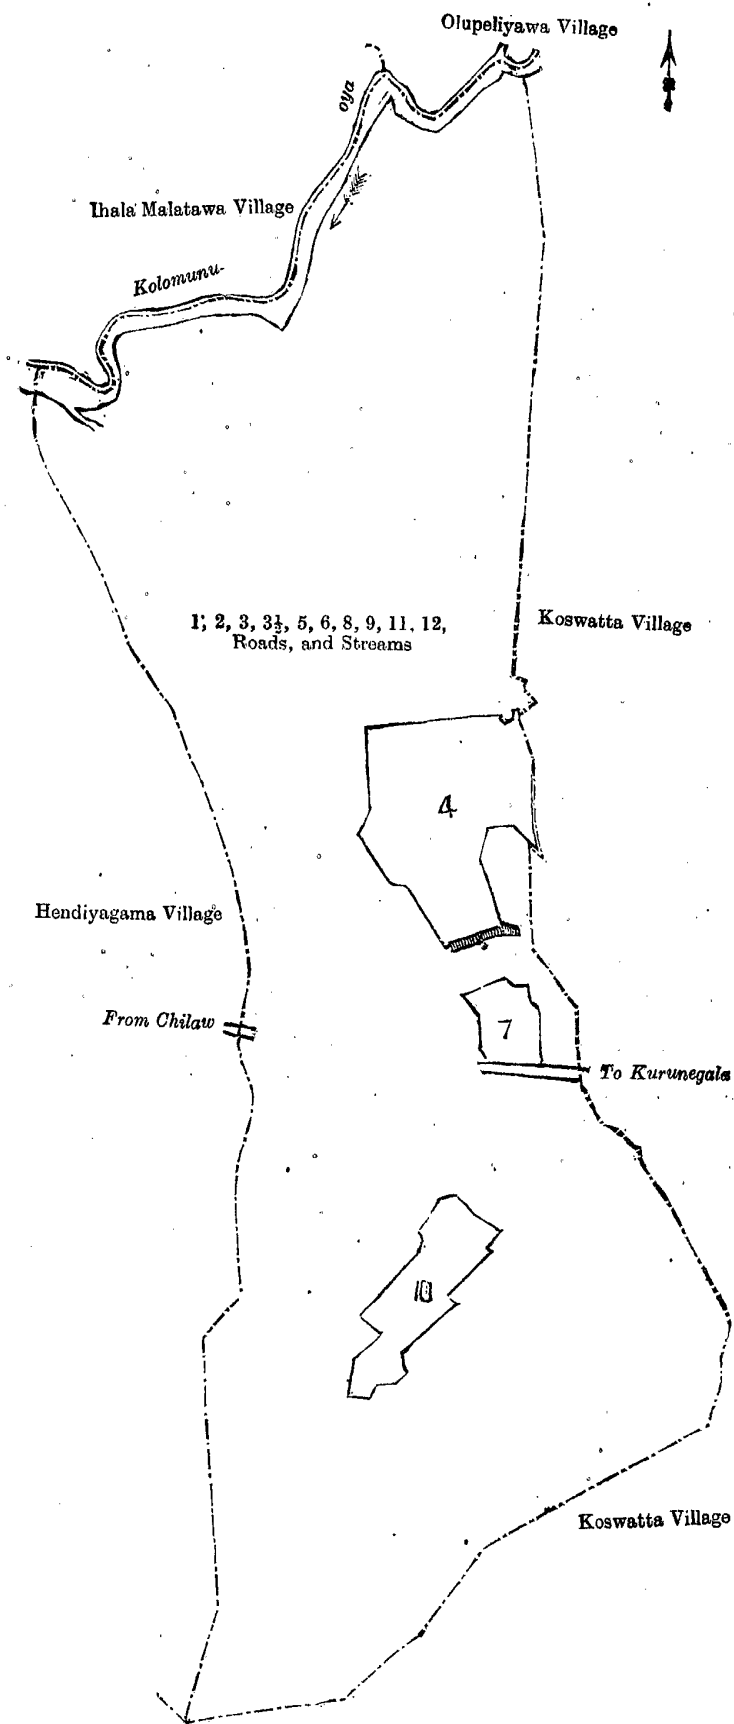 Olupeliyawa Village
oya
Ihala Malatawa Village
Kolomunu-
1, 2, 3, 3½, 5, 6, 8, 9, 11, 12,
Roads, and Streams
Koswatta Village
4
Hendiyagama Village
From Chilaw
7
To Kurunegala
10
Koswatta Village